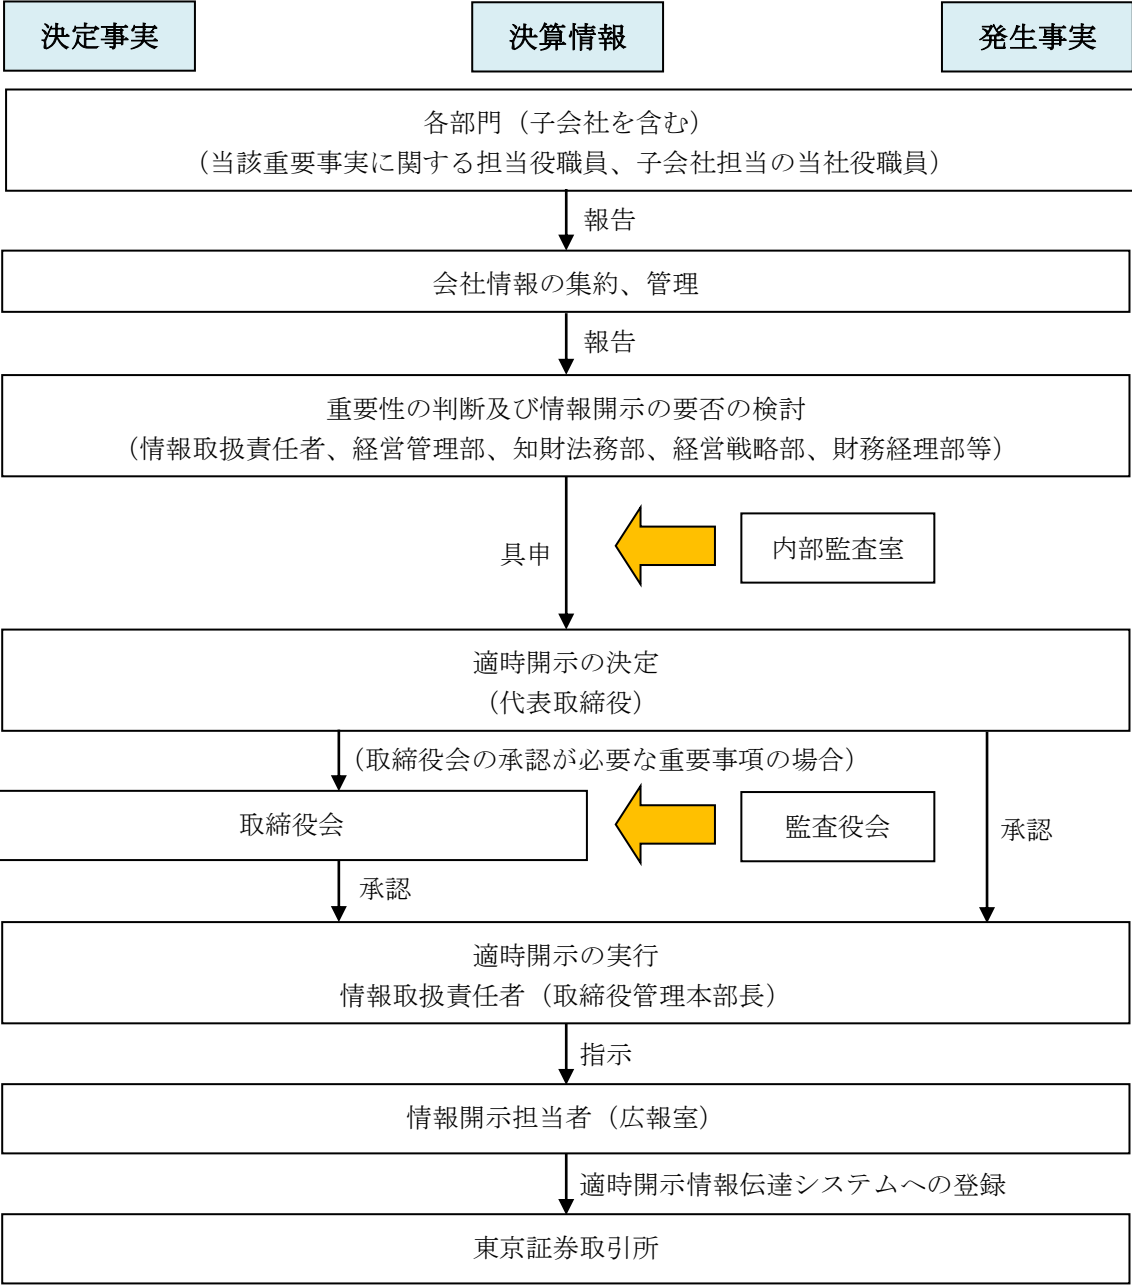 決定事実
決算情報
発生事実
各部門（子会社を含む）
（当該重要事実に関する担当役職員、子会社担当の当社役職員）
報告
会社情報の集約、管理
報告
重要性の判断及び情報開示の要否の検討
（情報取扱責任者、経営管理部、知財法務部、経営戦略部、財務経理部等）
具申
内部監査室
適時開示の決定
（代表取締役）
（取締役会の承認が必要な重要事項の場合）
取締役会
監査役会
承認
承認
適時開示の実行
情報取扱責任者（取締役管理本部長）
指示
情報開示担当者（広報室）
適時開示情報伝達システムへの登録
東京証券取引所